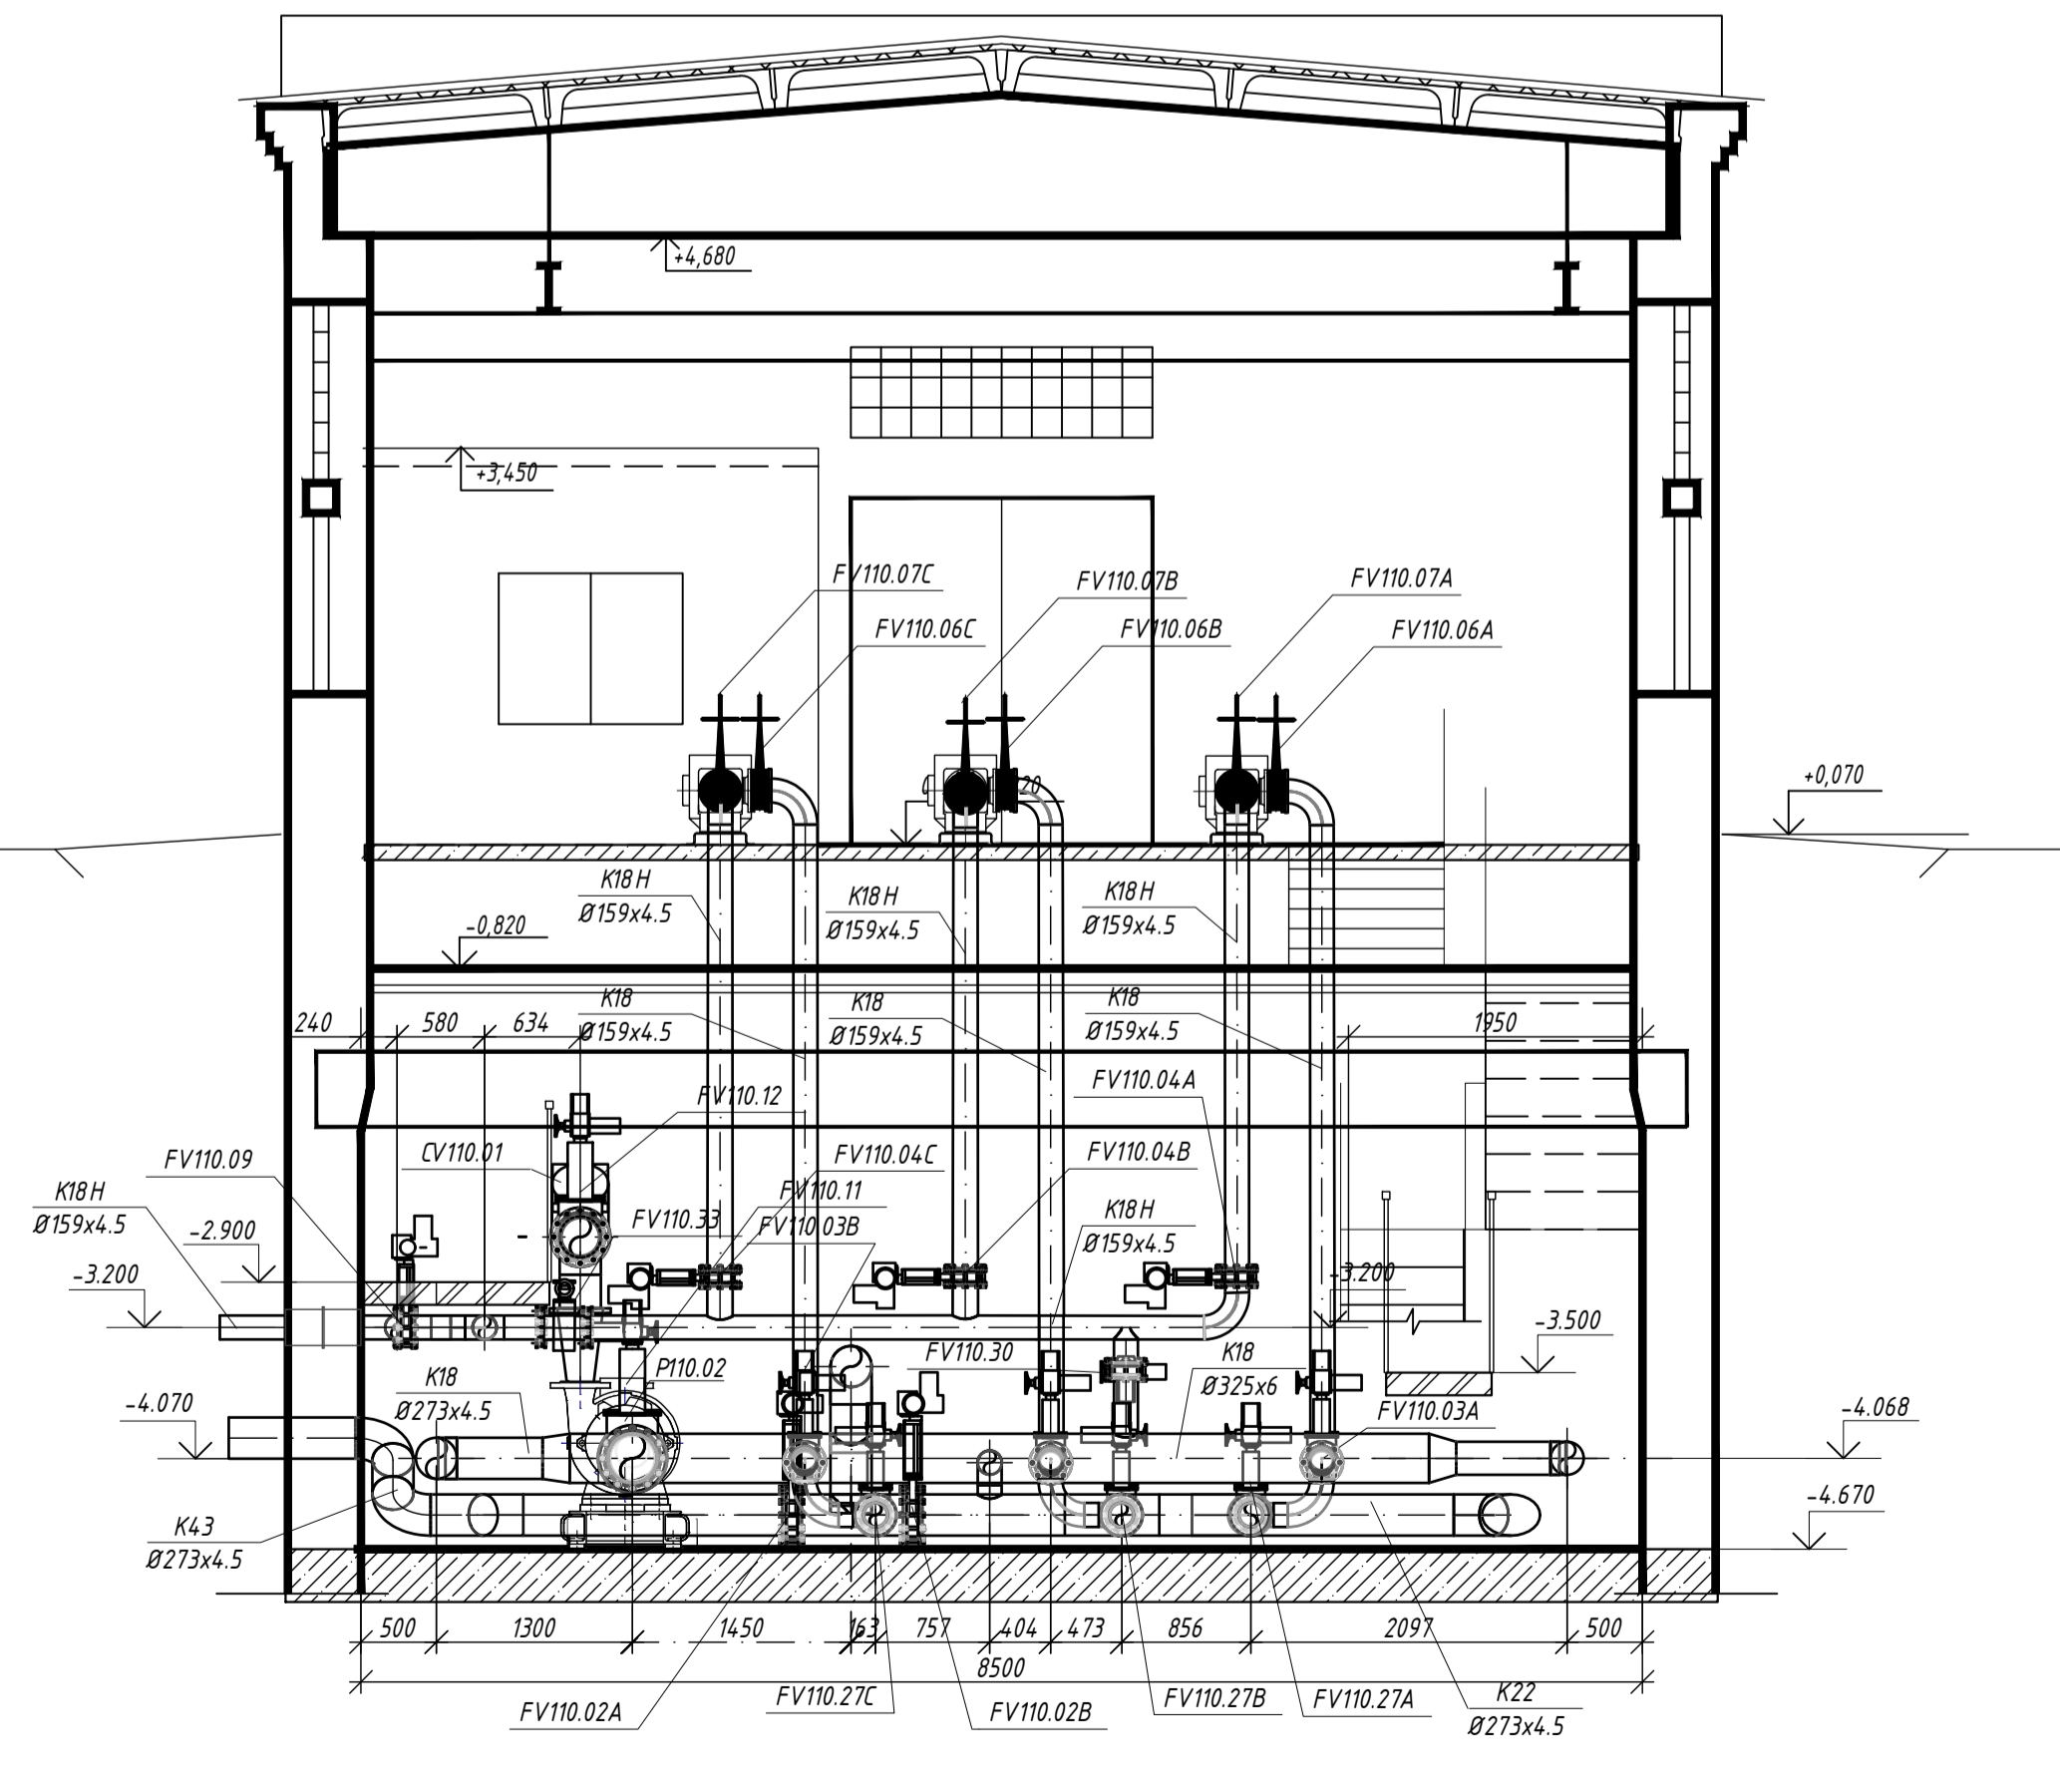 +4,680
+3,450
FV110.07C
FV110.07B
FV110.07A
FV110.06C
FV110.06B
FV110.06A
+0,070
K18H
Ø159x4.5
K18H
Ø159x4.5
K18H
Ø159x4.5
-0,820
K18
Ø159x4.5
K18
Ø159x4.5
K18
Ø159x4.5
240
580
634
1950
FV110.12
FV110.04A
FV110.09
CV110.01
FV110.04C
FV110.04B
K18H
Ø159x4.5
FV110.11
-2.900
FV110.33
FV110.03B
K18H
Ø159x4.5
-3.200
-3.200
-3.500
FV110.30
K18
Ø325x6
P110.02
K18
Ø273x4.5
-4.070
FV110.03A
-4.068
-4.670
K43
Ø273x4.5
500
1300
1450
163
757
404
473
856
2097
500
8500
FV110.02A
FV110.27C
FV110.02B
FV110.27B
FV110.27A
K22
Ø273x4.5